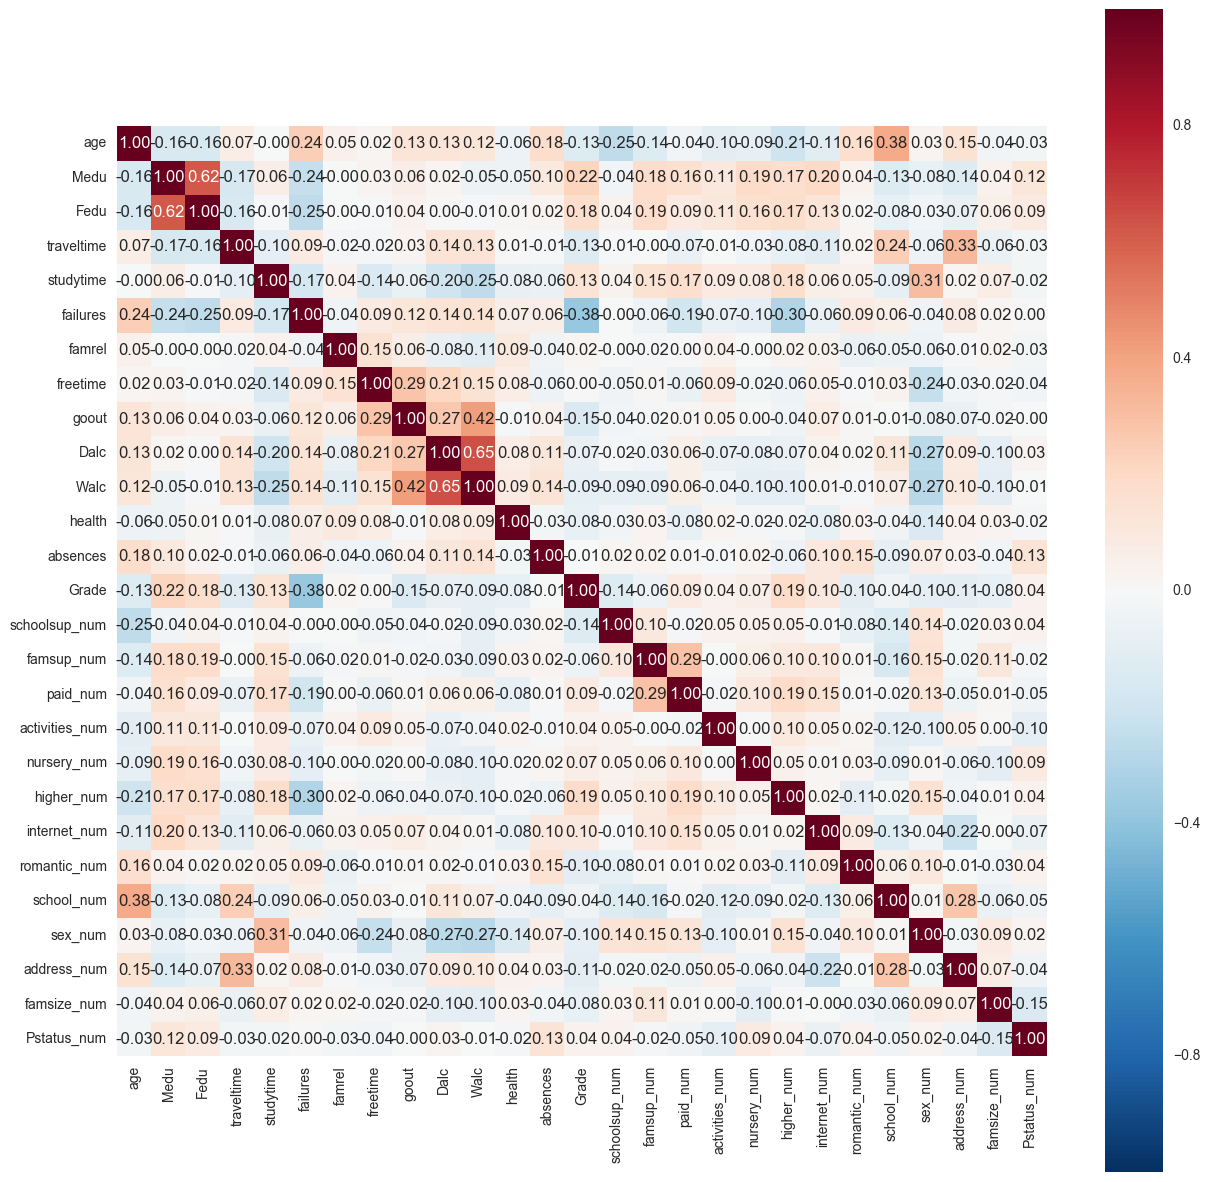 age 1.00 -0.16 -0.16 0.07 -0.00 0.24 0.05 0.02 0.13 0.13 0.12 -0.06 0.18 -0.13 -0.25 -0.14 -0.04 -0.10 -0.09 -0.21 -0.11 0.16 0.38 0.03 0.15 -0.04 -0.03
Medu -0.16 1.00 0.62 -0.17 0.06 -0.24 -0.00 0.03 0.06 0.02 -0.05 -0.05 0.10 0.22 -0.04 0.18 0.16 0.11 0.19 0.17 0.20 0.04 -0.13 -0.08 -0.14 0.04 0.12
Fedu -0.16 0.62 1.00 -0.16 -0.01 -0.25 -0.00 -0.01 0.04 0.00 -0.01 0.01 0.02 0.18 0.04 0.19 0.09 0.11 0.16 0.17 0.13 0.02 -0.08 -0.03 -0.07 0.06 0.09
traveltime 0.07 -0.17 -0.16 1.00 -0.10 0.09 -0.02 -0.02 0.03 0.14 0.13 0.01 -0.01 -0.13 -0.01 -0.00 -0.07 -0.01 -0.03 -0.08 -0.11 0.02 0.24 -0.06 0.33 -0.06 -0.03
studytime -0.00 0.06 -0.01 -0.10 1.00 -0.17 0.04 -0.14 -0.06 -0.20 -0.25 -0.08 -0.06 0.13 0.04 0.15 0.17 0.09 0.08 0.18 0.06 0.05 -0.09 0.31 0.02 0.07 -0.02
failures 0.24 -0.24 -0.25 0.09 -0.17 1.00 -0.04 0.09 0.12 0.14 0.14 0.07 0.06 -0.38 -0.00 -0.06 -0.19 -0.07 -0.10 -0.30 -0.06 0.09 0.06 -0.04 0.08 0.02 0.00
famrel 0.05 -0.00 -0.00 -0.02 0.04 -0.04 1.00 0.15 0.06 -0.08 -0.11 0.09 -0.04 0.02 -0.00 -0.02 0.00 0.04 -0.00 0.02 0.03 -0.06 -0.05 -0.06 -0.01 0.02 -0.03
freetime 0.02 0.03 -0.01 -0.02 -0.14 0.09 0.15 1.00 0.29 0.21 0.15 0.08 -0.06 0.00 -0.05 0.01 -0.06 0.09 -0.02 -0.06 0.05 -0.01 0.03 -0.24 -0.03 -0.02 -0.04
goout 0.13 0.06 0.04 0.03 -0.06 0.12 0.06 0.29 1.00 0.27 0.42 -0.01 0.04 -0.15 -0.04 -0.02 0.01 0.05 0.00 -0.04 0.07 0.01 -0.01 -0.08 -0.07 -0.02 -0.00
Dalc 0.13 0.02 0.00 0.14 -0.20 0.14 -0.08 0.21 0.27 1.00 0.65 0.08 0.11 -0.07 -0.02 -0.03 0.06 -0.07 -0.08 -0.07 0.04 0.02 0.11 -0.27 0.09 -0.10 0.03
Walc 0.12 -0.05 -0.01 0.13 -0.25 0.14 -0.11 0.15 0.42 0.65 1.00 0.09 0.14 -0.09 -0.09 -0.09 0.06 -0.04 -0.10 -0.10 0.01 -0.01 0.07 -0.27 0.10 -0.10 -0.01
health -0.06 -0.05 0.01 0.01 -0.08 0.07 0.09 0.08 -0.01 0.08 0.09 1.00 -0.03 -0.08 -0.03 0.03 -0.08 0.02 -0.02 -0.02 -0.08 0.03 -0.04 -0.14 0.04 0.03 -0.02
absences 0.18 0.10 0.02 -0.01 -0.06 0.06 -0.04 -0.06 0.04 0.11 0.14 -0.03 1.00 -0.01 0.02 0.02 0.01 -0.01 0.02 -0.06 0.10 0.15 -0.09 0.07 0.03 -0.04 0.13
Grade -0.13 0.22 0.18 -0.13 0.13 -0.38 0.02 0.00 -0.15 -0.07 -0.09 -0.08 -0.01 1.00 -0.14 -0.06 0.09 0.04 0.07 0.19 0.10 -0.10 -0.04 -0.10 -0.11 -0.08 0.04
schoolsup_num -0.25 -0.04 0.04 -0.01 0.04 -0.00 -0.00 -0.05 -0.04 -0.02 -0.09 -0.03 0.02 -0.14 1.00 0.10 -0.02 0.05 0.05 0.05 -0.01 -0.08 -0.14 0.14 -0.02 0.03 0.04
famsup_num -0.14 0.18 0.19 -0.00 0.15 -0.06 -0.02 0.01 -0.02 -0.03 -0.09 0.03 0.02 -0.06 0.10 1.00 0.29 -0.00 0.06 0.10 0.10 0.01 -0.16 0.15 -0.02 0.11 -0.02
paid_num -0.04 0.16 0.09 -0.07 0.17 -0.19 0.00 -0.06 0.01 0.06 0.06 -0.08 0.01 0.09 -0.02 0.29 1.00 -0.02 0.10 0.19 0.15 0.01 -0.02 0.13 -0.05 0.01 -0.05
activities_num -0.10 0.11 0.11 -0.01 0.09 -0.07 0.04 0.09 0.05 -0.07 -0.04 0.02 -0.01 0.04 0.05 -0.00 -0.02 1.00 0.00 0.10 0.05 0.02 -0.12 -0.10 0.05 0.00 -0.10
nursery_num -0.09 0.19 0.16 -0.03 0.08 -0.10 -0.00 -0.02 0.00 -0.08 -0.10 -0.02 0.02 0.07 0.05 0.06 0.10 0.00 1.00 0.05 0.01 0.03 -0.09 0.01 -0.06 -0.10 0.09
higher_num -0.21 0.17 0.17 -0.08 0.18 -0.30 0.02 -0.06 -0.04 -0.07 -0.10 -0.02 -0.06 0.19 0.05 0.10 0.19 0.10 0.05 1.00 0.02 -0.11 -0.02 0.15 -0.04 0.01 0.04
internet_num -0.11 0.20 0.13 -0.11 0.06 -0.06 0.03 0.05 0.07 0.04 0.01 -0.08 0.10 0.10 -0.01 0.10 0.15 0.05 0.01 0.02 1.00 0.09 -0.13 -0.04 -0.22 -0.00 -0.07
romantic_num 0.16 0.04 0.02 0.02 0.05 0.09 -0.06 -0.01 0.01 0.02 -0.01 0.03 0.15 -0.10 -0.08 0.01 0.01 0.02 0.03 -0.11 0.09 1.00 0.06 0.10 -0.01 -0.03 0.04
school_num 0.38 -0.13 -0.08 0.24 -0.09 0.06 -0.05 0.03 -0.01 0.11 0.07 -0.04 -0.09 -0.04 -0.14 -0.16 -0.02 -0.12 -0.09 -0.02 -0.13 0.06 1.00 0.01 0.28 -0.06 -0.05
sex_num 0.03 -0.08 -0.03 -0.06 0.31 -0.04 -0.06 -0.24 -0.08 -0.27 -0.27 -0.14 0.07 -0.10 0.14 0.15 0.13 -0.10 0.01 0.15 -0.04 0.10 0.01 1.00 -0.03 0.09 0.02
address_num 0.15 -0.14 -0.07 0.33 0.02 0.08 -0.01 -0.03 -0.07 0.09 0.10 0.04 0.03 -0.11 -0.02 -0.02 -0.05 0.05 -0.06 -0.04 -0.22 -0.01 0.28 -0.03 1.00 0.07 -0.04
famsize_num -0.04 0.04 0.06 -0.06 0.07 0.02 0.02 -0.02 -0.02 -0.10 -0.10 0.03 -0.04 -0.08 0.03 0.11 0.01 0.00 -0.10 0.01 -0.00 -0.03 -0.06 0.09 0.07 1.00 -0.15
Pstatus_num -0.03 0.12 0.09 -0.03 -0.02 0.00 -0.03 -0.04 -0.00 0.03 -0.01 -0.02 0.13 0.04 0.04 -0.02 -0.05 -0.10 0.09 0.04 -0.07 0.04 -0.05 0.02 -0.04 -0.15 1.00
age Medu Fedu traveltime studytime failures famrel freetime goout Dalc Walc health absences Grade schoolsup_num famsup_num paid_num activities_num nursery_num higher_num internet_num romantic_num school_num sex_num address_num famsize_num Pstatus_num
0.8
0.4
0.0
−0.4
−0.8